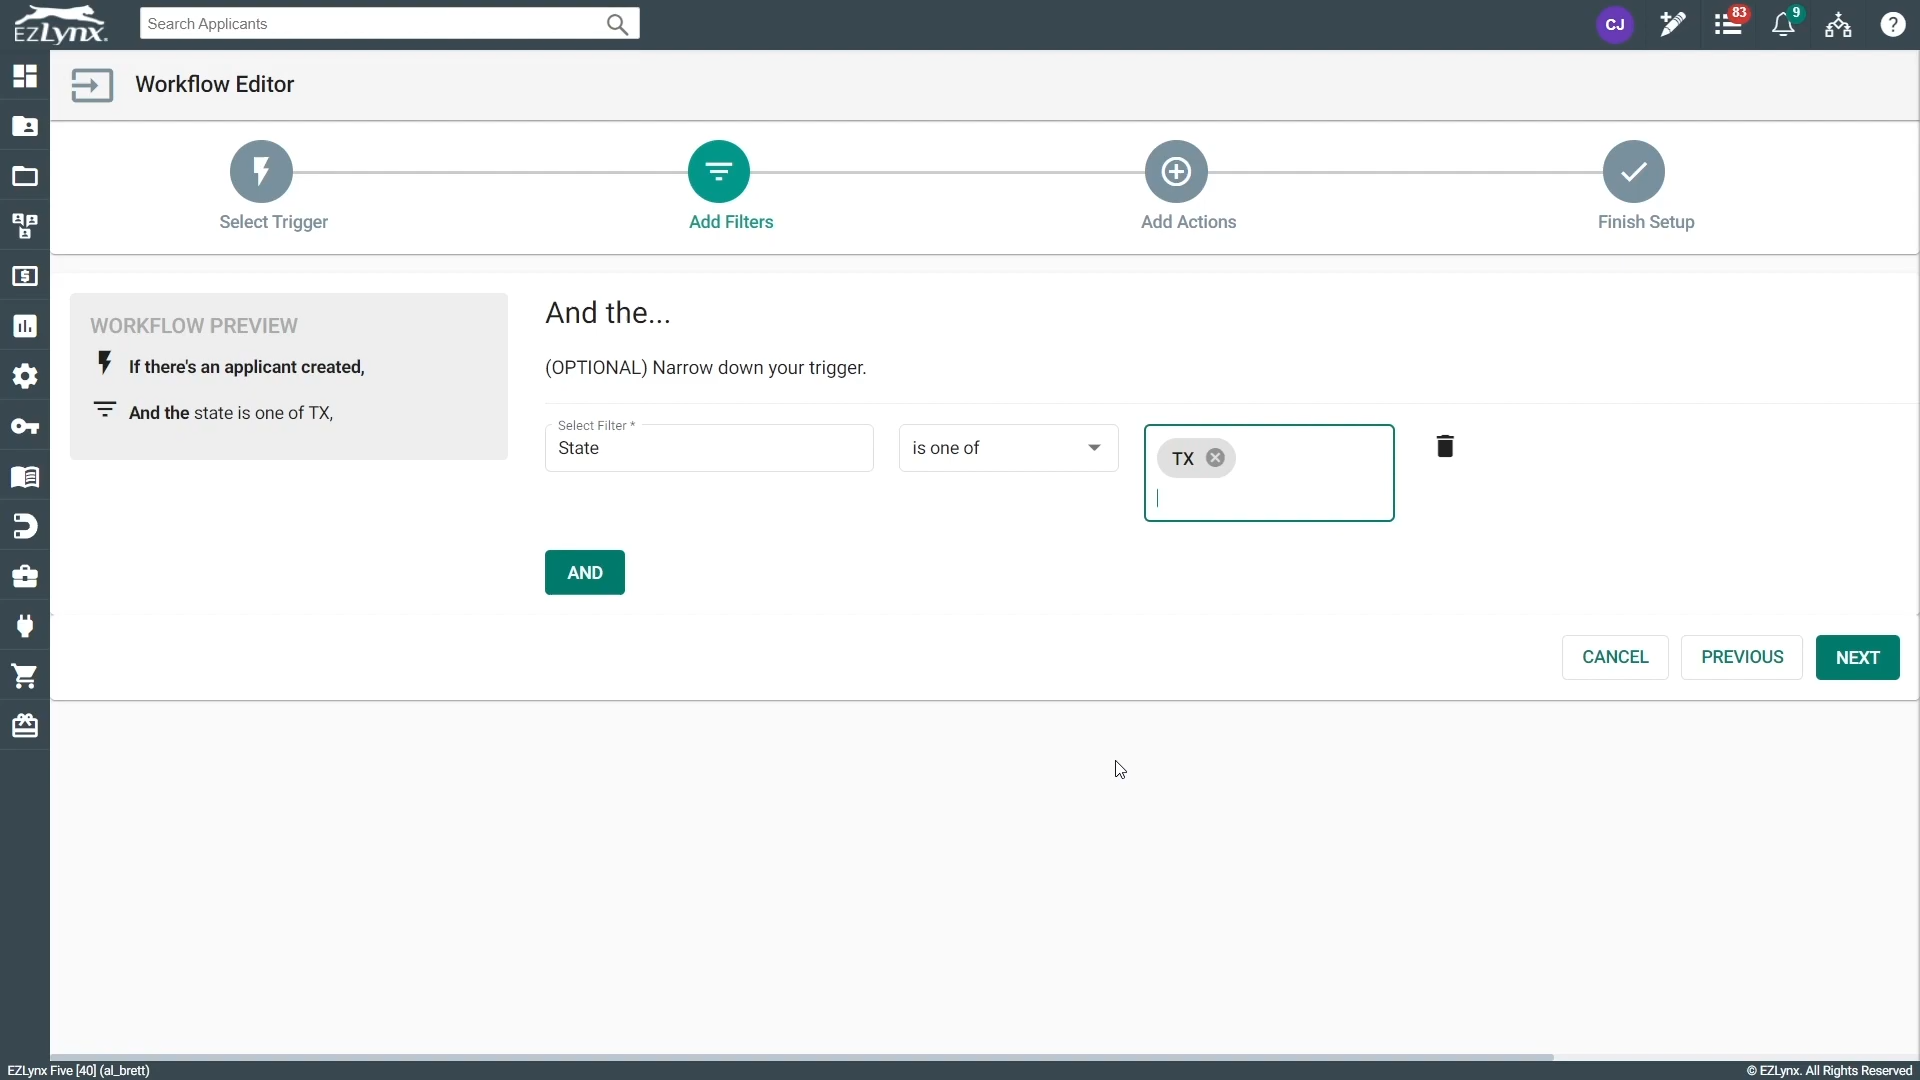 EZLynx
Search Applicants
CJ
83
9
?
Workflow Editor
Select Trigger
Add Filters
Add Actions
Finish Setup
WORKFLOW PREVIEW
If there's an applicant created,
And the state is one of TX,
And the...
(OPTIONAL) Narrow down your trigger.
Select Filter *
State
is one of
TX
AND
CANCEL
PREVIOUS
NEXT
EZLynx Five [40] (al_brett)
© EZLynx. All Rights Reserved